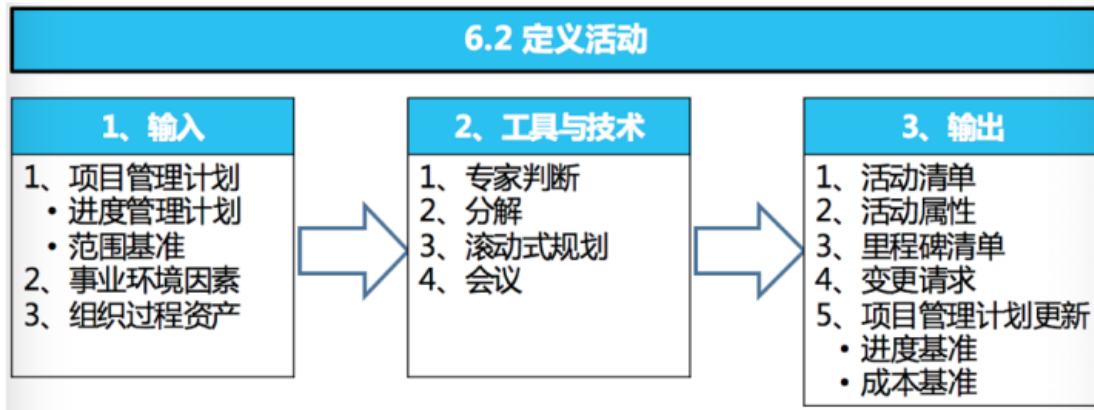 6.2 定义活动
1、输入
1、项目管理计划
• 进度管理计划
• 范围基准
2、事业环境因素
3、组织过程资产
2、工具与技术
1、专家判断
2、分解
3、滚动式规划
4、会议
3、输出
1、活动清单
2、活动属性
3、里程碑清单
4、变更请求
5、项目管理计划更新
• 进度基准
• 成本基准